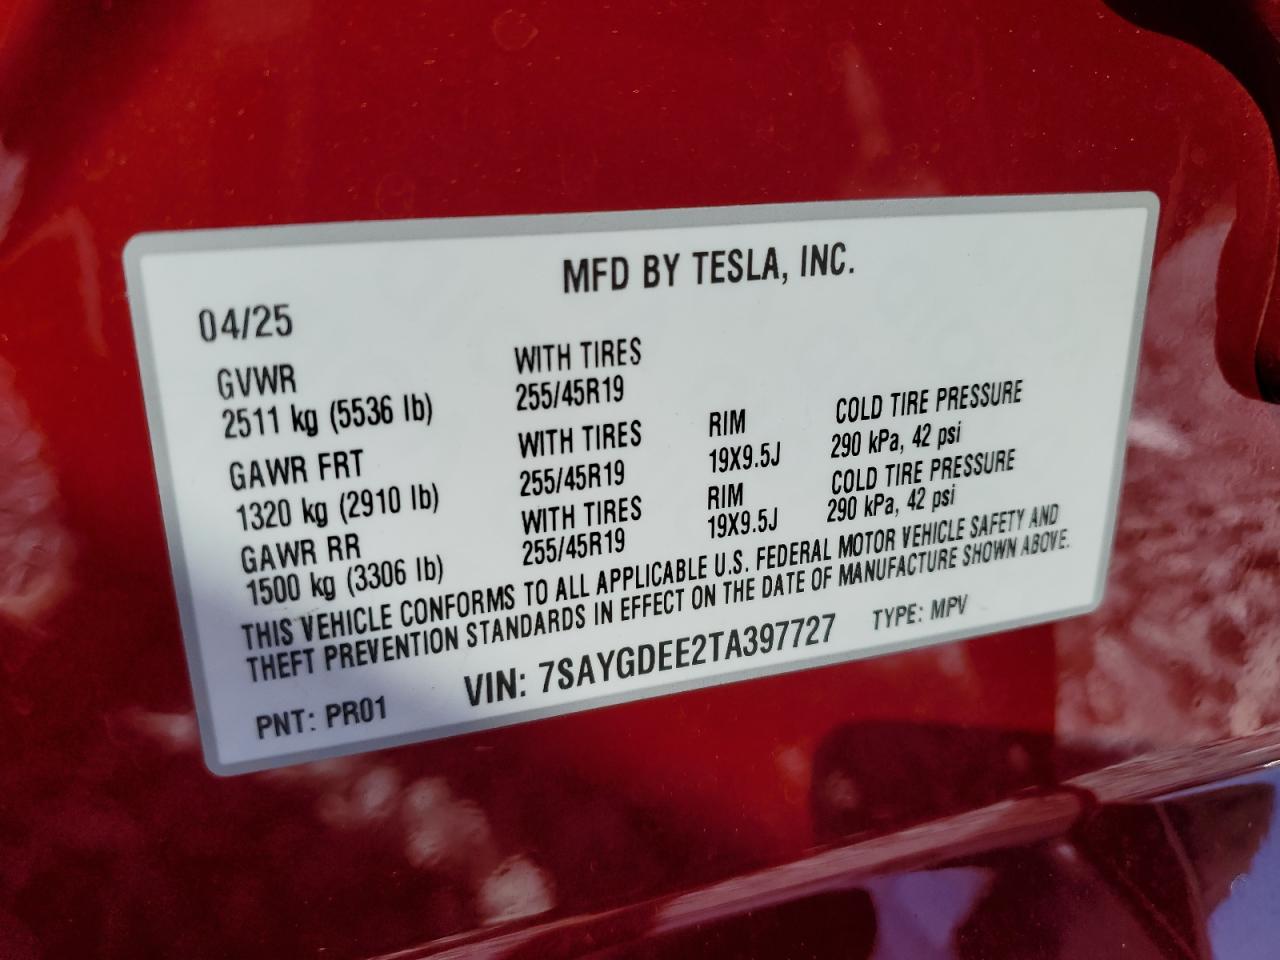 MFD BY TESLA, INC.
04/25
GVWR WITH TIRES
2511 kg (5536 lb) 255/45R19
GAWR FRT WITH TIRES RIM COLD TIRE PRESSURE
1320 kg (2910 lb) 255/45R19 19X9.5J 290 kPa, 42 psi
GAWR RR WITH TIRES RIM COLD TIRE PRESSURE
1500 kg (3306 lb) 255/45R19 19X9.5J 290 kPa, 42 psi
THIS VEHICLE CONFORMS TO ALL APPLICABLE U.S. FEDERAL MOTOR VEHICLE SAFETY AND
THEFT PREVENTION STANDARDS IN EFFECT ON THE DATE OF MANUFACTURE SHOWN ABOVE.
PNT: PR01 VIN: 7SAYGDEE2TA397727 TYPE: MPV